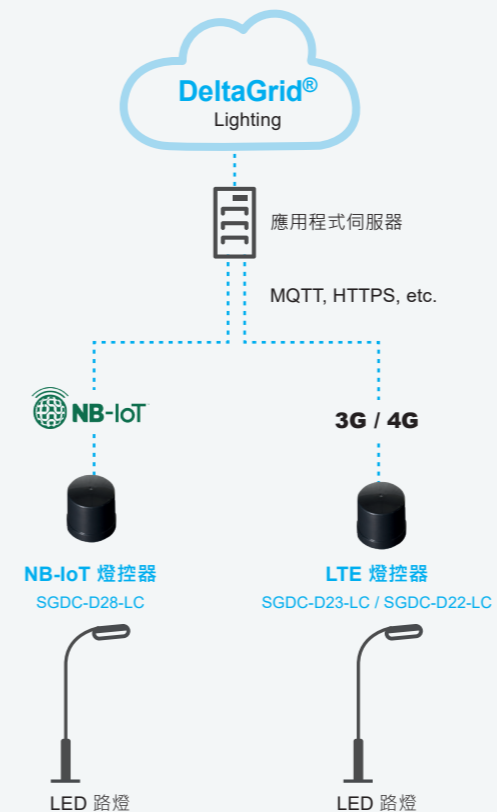 DeltaGrid®
Lighting
應用程式伺服器
MQTT, HTTPS, etc.
NB-IoT
3G / 4G
NB-IoT 燈控器
LTE 燈控器
SGDC-D28-LC
SGDC-D23-LC / SGDC-D22-LC
LED 路燈
LED 路燈